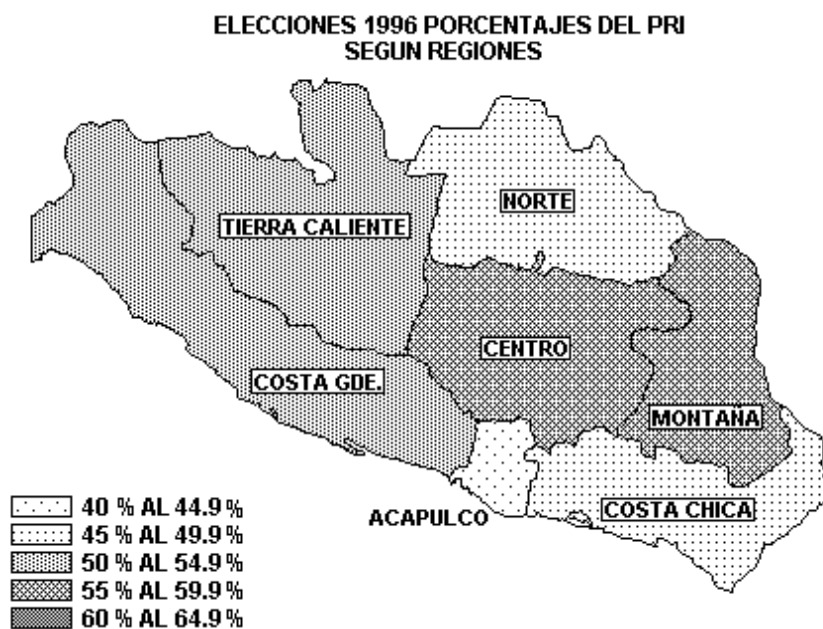 ELECCIONES 1996 PORCENTAJES DEL PRI
SEGUN REGIONES
NORTE
TIERRA CALIENTE
CENTRO
COSTA GDE.
MONTAÑA
COSTA CHICA
ACAPULCO
40 % AL 44.9 %
45 % AL 49.9 %
50 % AL 54.9 %
55 % AL 59.9 %
60 % AL 64.9 %